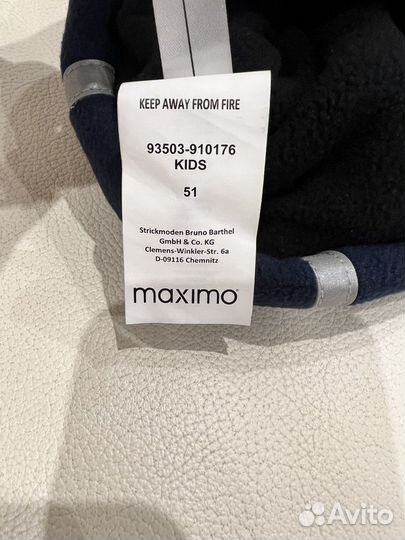 KEEP AWAY FROM FIRE
93503-910176
KIDS
51
Strickmoden Bruno Barthel
GmbH & Co. KG
Clemens-Winkler-Str. 6a
D-09116 Chemnitz
maximo
Avito